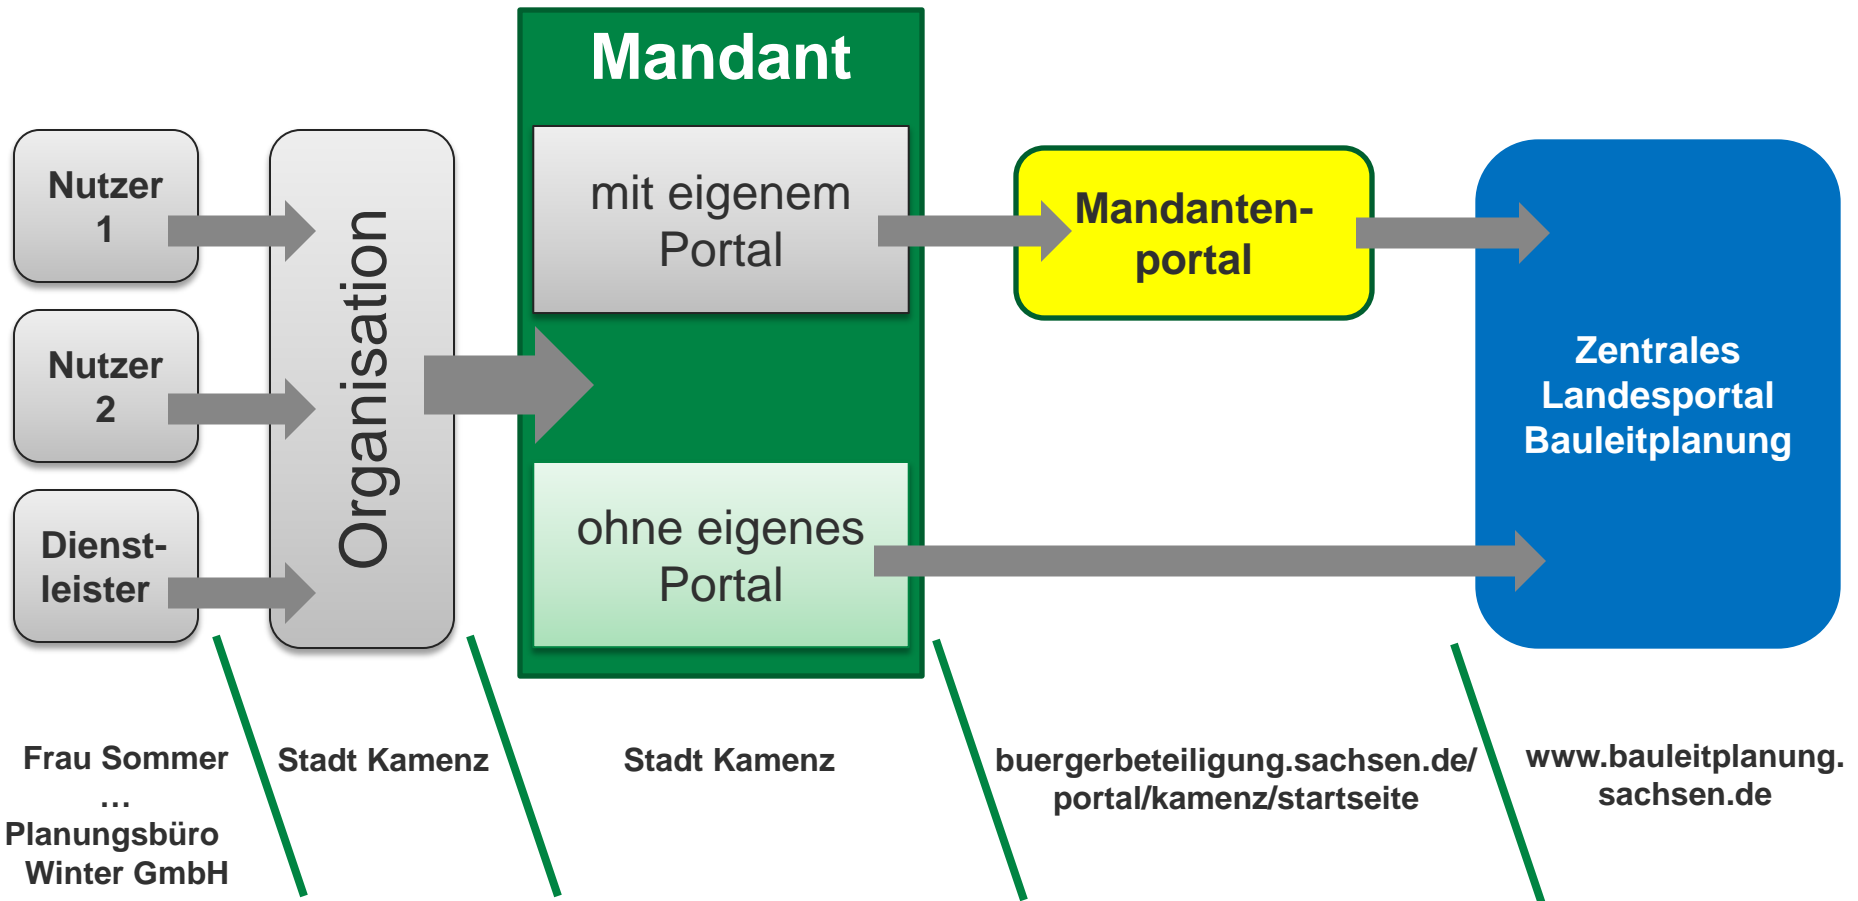 Mandant
Nutzer
1
Nutzer
2
Dienst-
leister
Organisation
mit eigenem
Portal
ohne eigenes
Portal
Mandanten-
portal
Zentrales
Landesportal
Bauleitplanung
Frau Sommer
…
Planungsbüro
Winter GmbH
Stadt Kamenz
Stadt Kamenz
buergerbeteiligung.sachsen.de/
portal/kamenz/startseite
www.bauleitplanung.
sachsen.de